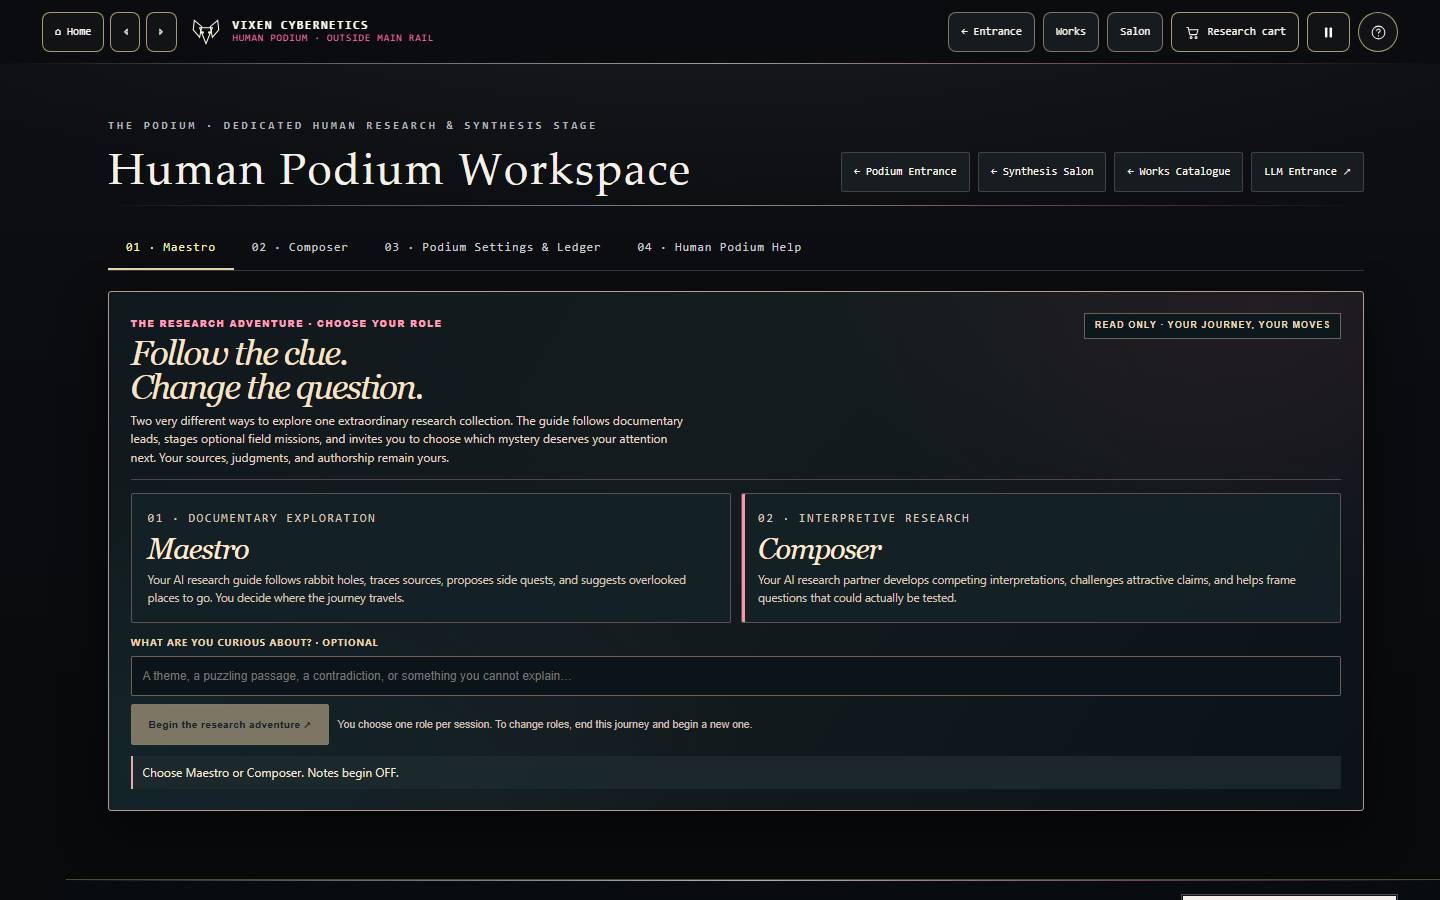 ⌂ Home
VIXEN CYBERNETICS
HUMAN PODIUM · OUTSIDE MAIN RAIL
← Entrance
Works
Salon
Research cart
THE PODIUM · DEDICATED HUMAN RESEARCH & SYNTHESIS STAGE
Human Podium Workspace
← Podium Entrance
← Synthesis Salon
← Works Catalogue
LLM Entrance ↗
01 · Maestro
02 · Composer
03 · Podium Settings & Ledger
04 · Human Podium Help
THE RESEARCH ADVENTURE · CHOOSE YOUR ROLE
READ ONLY · YOUR JOURNEY, YOUR MOVES
Follow the clue.
Change the question.
Two very different ways to explore one extraordinary research collection. The guide follows documentary
leads, stages optional field missions, and invites you to choose which mystery deserves your attention
next. Your sources, judgments, and authorship remain yours.
01 · DOCUMENTARY EXPLORATION
Maestro
Your AI research guide follows rabbit holes, traces sources, proposes side quests, and suggests overlooked
places to go. You decide where the journey travels.
02 · INTERPRETIVE RESEARCH
Composer
Your AI research partner develops competing interpretations, challenges attractive claims, and helps frame
questions that could actually be tested.
WHAT ARE YOU CURIOUS ABOUT? · OPTIONAL
A theme, a puzzling passage, a contradiction, or something you cannot explain…
Begin the research adventure ↗
You choose one role per session. To change roles, end this journey and begin a new one.
Choose Maestro or Composer. Notes begin OFF.